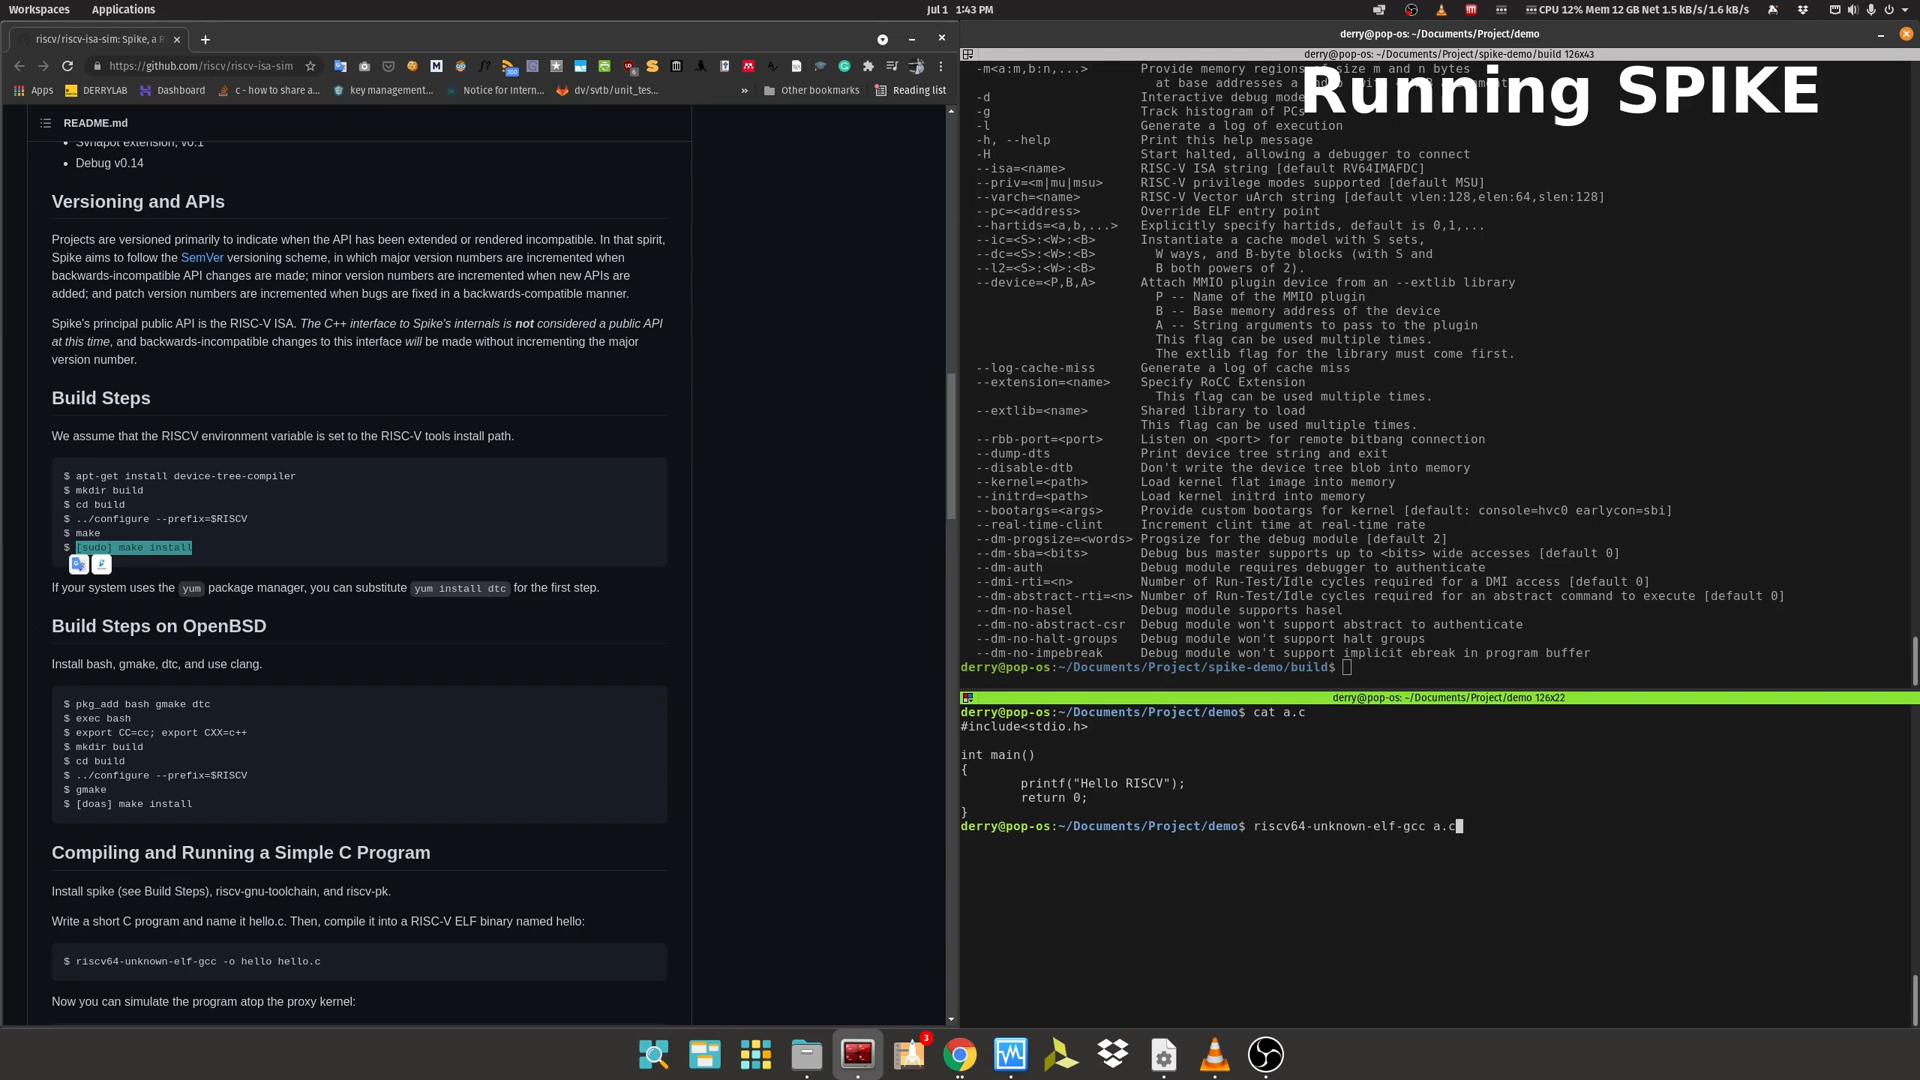 Workspaces Applications
Jul 1 1:43 PM
CPU 12% Mem 12 GB Net 1.5 kB/s/1.6 kB/s
riscv/riscv-isa-sim: Spike, a R
https://github.com/riscv/riscv-isa-sim
Apps DERRYLAB Dashboard c - how to share a... key management... Notice for Intern... dv/svtb/unit_tes... » Other bookmarks Reading list
README.md
Svnapot extension, v0.1
Debug v0.14
Versioning and APIs
Projects are versioned primarily to indicate when the API has been extended or rendered incompatible. In that spirit,
Spike aims to follow the SemVer versioning scheme, in which major version numbers are incremented when
backwards-incompatible API changes are made; minor version numbers are incremented when new APIs are
added; and patch version numbers are incremented when bugs are fixed in a backwards-compatible manner.
Spike's principal public API is the RISC-V ISA. The C++ interface to Spike's internals is not considered a public API
at this time, and backwards-incompatible changes to this interface will be made without incrementing the major
version number.
Build Steps
We assume that the RISCV environment variable is set to the RISC-V tools install path.
$ apt-get install device-tree-compiler
$ mkdir build
$ cd build
$ ../configure --prefix=$RISCV
$ make
$ [sudo] make install
If your system uses the yum package manager, you can substitute yum install dtc for the first step.
Build Steps on OpenBSD
Install bash, gmake, dtc, and use clang.
$ pkg_add bash gmake dtc
$ exec bash
$ export CC=cc; export CXX=c++
$ mkdir build
$ cd build
$ ../configure --prefix=$RISCV
$ gmake
$ [doas] make install
Compiling and Running a Simple C Program
Install spike (see Build Steps), riscv-gnu-toolchain, and riscv-pk.
Write a short C program and name it hello.c. Then, compile it into a RISC-V ELF binary named hello:
$ riscv64-unknown-elf-gcc -o hello hello.c
Now you can simulate the program atop the proxy kernel:
derry@pop-os: ~/Documents/Project/demo
derry@pop-os: ~/Documents/Project/spike-demo/build 126x43
Running SPIKE
-m<a:m,b:n,...> Provide memory regions of size m and n bytes
at base addresses a and
-d Interactive debug mode
-g Track histogram of PCs
-l Generate a log of execution
-h, --help Print this help message
-H Start halted, allowing a debugger to connect
--isa=<name> RISC-V ISA string [default RV64IMAFDC]
--priv=<m|mu|msu> RISC-V privilege modes supported [default MSU]
--varch=<name> RISC-V Vector uArch string [default vlen:128,elen:64,slen:128]
--pc=<address> Override ELF entry point
--hartids=<a,b,...> Explicitly specify hartids, default is 0,1,...
--ic=<S>:<W>:<B> Instantiate a cache model with S sets,
--dc=<S>:<W>:<B> W ways, and B-byte blocks (with S and
--l2=<S>:<W>:<B> B both powers of 2).
--device=<P,B,A> Attach MMIO plugin device from an --extlib library
P -- Name of the MMIO plugin
B -- Base memory address of the device
A -- String arguments to pass to the plugin
This flag can be used multiple times.
The extlib flag for the library must come first.
--log-cache-miss Generate a log of cache miss
--extension=<name> Specify RoCC Extension
This flag can be used multiple times.
--extlib=<name> Shared library to load
This flag can be used multiple times.
--rbb-port=<port> Listen on <port> for remote bitbang connection
--dump-dts Print device tree string and exit
--disable-dtb Don't write the device tree blob into memory
--kernel=<path> Load kernel flat image into memory
--initrd=<path> Load kernel initrd into memory
--bootargs=<args> Provide custom bootargs for kernel [default: console=hvc0 earlycon=sbi]
--real-time-clint Increment clint time at real-time rate
--dm-progsize=<words> Progsize for the debug module [default 2]
--dm-sba=<bits> Debug bus master supports up to <bits> wide accesses [default 0]
--dm-auth Debug module requires debugger to authenticate
--dmi-rti=<n> Number of Run-Test/Idle cycles required for a DMI access [default 0]
--dm-abstract-rti=<n> Number of Run-Test/Idle cycles required for an abstract command to execute [default 0]
--dm-no-hasel Debug module supports hasel
--dm-no-abstract-csr Debug module won't support abstract to authenticate
--dm-no-halt-groups Debug module won't support halt groups
--dm-no-impebreak Debug module won't support implicit ebreak in program buffer
derry@pop-os:~/Documents/Project/spike-demo/build$
derry@pop-os: ~/Documents/Project/demo 126x22
derry@pop-os:~/Documents/Project/demo$ cat a.c
#include<stdio.h>
int main()
{
printf("Hello RISCV");
return 0;
}
derry@pop-os:~/Documents/Project/demo$ riscv64-unknown-elf-gcc a.c
3